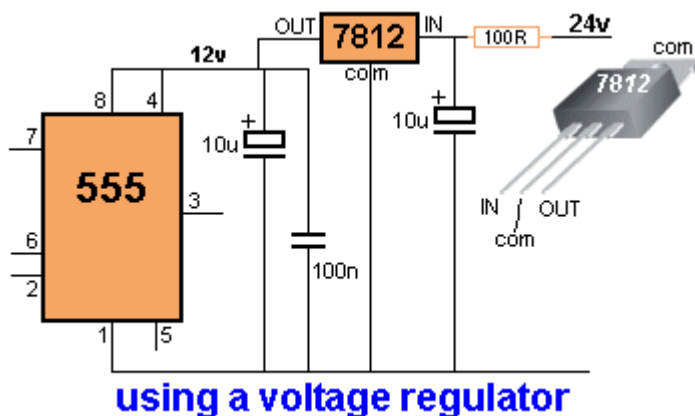 OUT 7812 IN 100R 24v
com
12v
com
7812
8 4
7
10u +
10u +
555
3
IN OUT
com
6
100n
2
1 5
using a voltage regulator